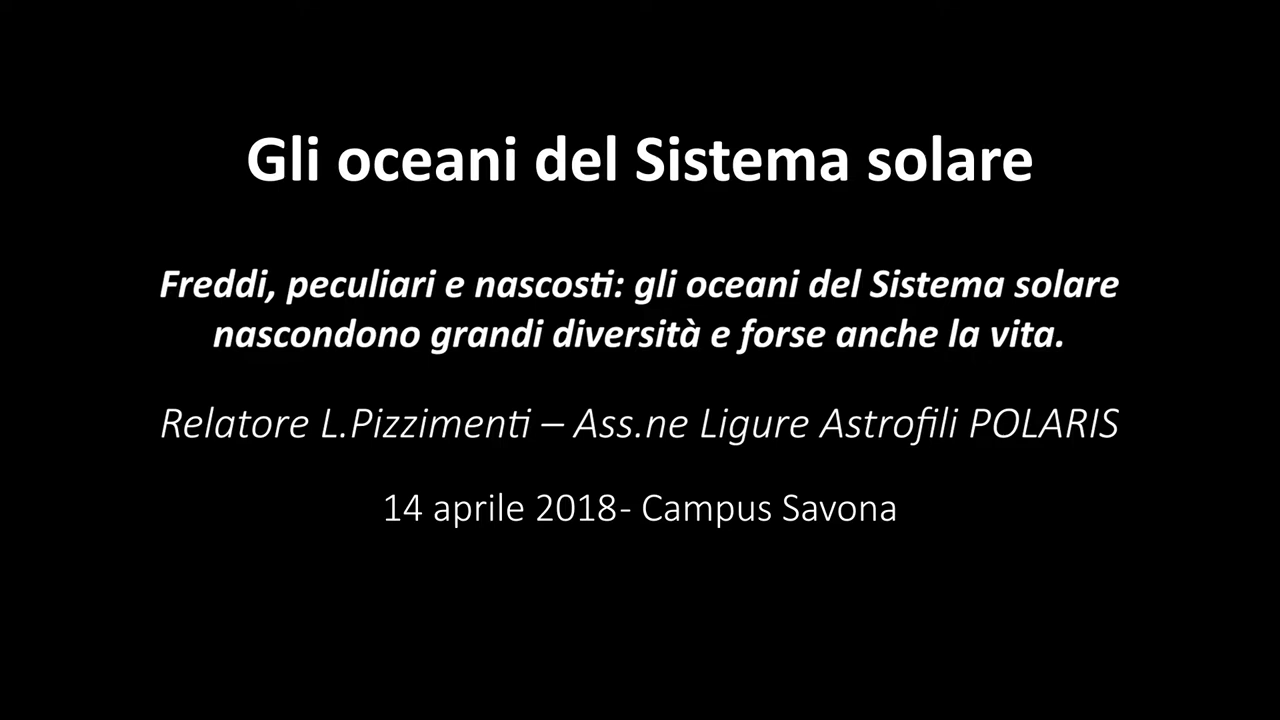 Gli oceani del Sistema solare
Freddi, peculiari e nascosti: gli oceani del Sistema solare
nascondono grandi diversità e forse anche la vita.
Relatore L.Pizzimenti – Ass.ne Ligure Astrofili POLARIS
14 aprile 2018- Campus Savona